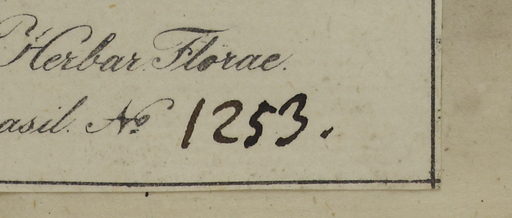 Herbar. Florae.
asil. No 1253.